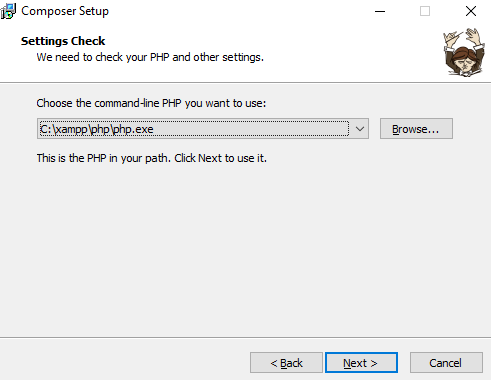 Composer Setup
Settings Check
We need to check your PHP and other settings.
Choose the command-line PHP you want to use:
C:\xampp\php\php.exe
Browse...
This is the PHP in your path. Click Next to use it.
< Back
Next >
Cancel